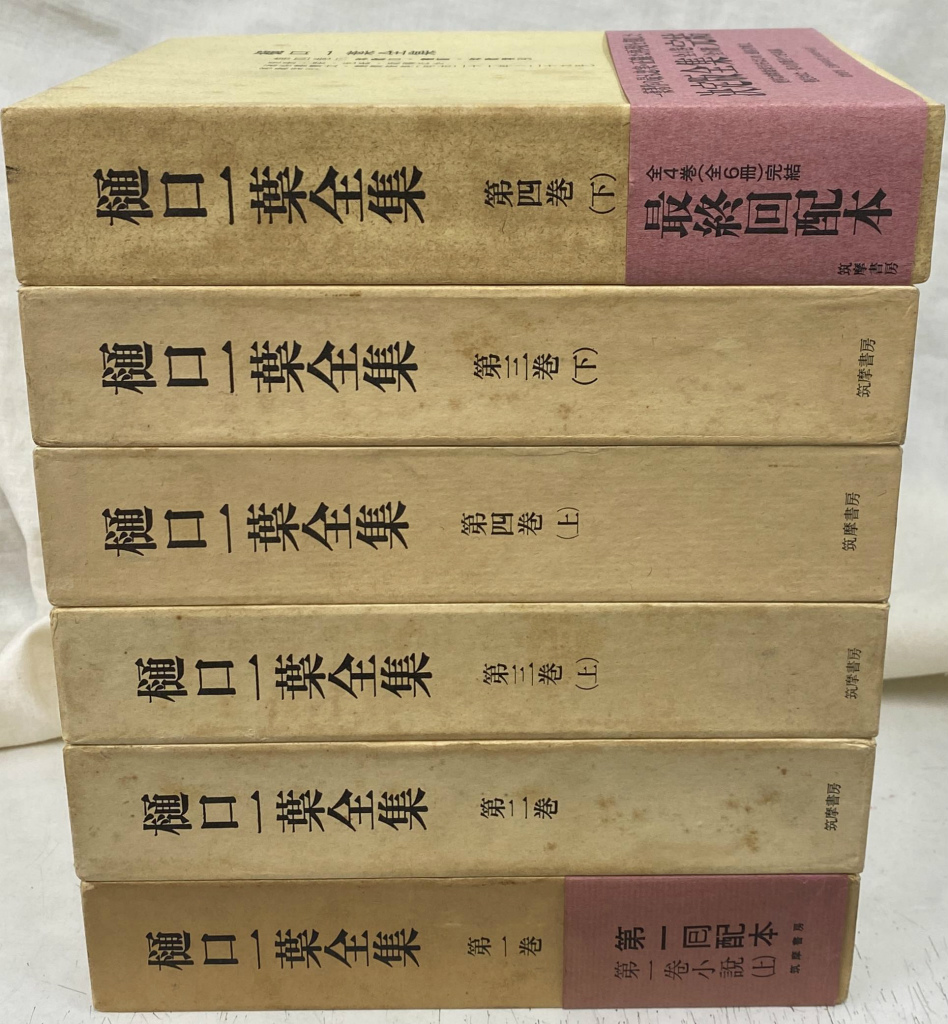 樋口一葉全集
第四巻(下)
全4巻〈全6冊〉完結
最終回配本
筑摩書房
樋口一葉全集
第三巻(下)
筑摩書房
樋口一葉全集
第四巻(上)
筑摩書房
樋口一葉全集
第三巻(上)
筑摩書房
樋口一葉全集
第二巻
筑摩書房
樋口一葉全集
第一巻
第一回配本
第一巻小說(上)
筑摩書房